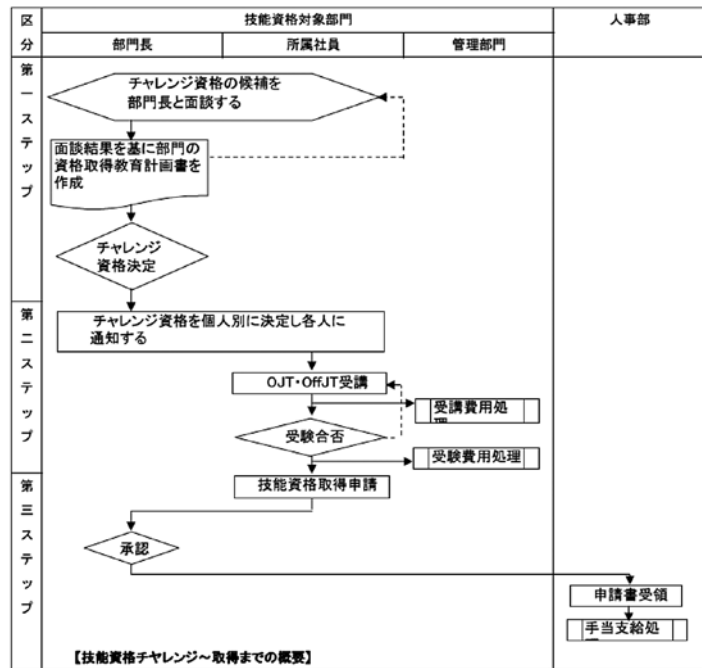 区分
技能資格対象部門
人事部
部門長
所属社員
管理部門
第一ステップ
チャレンジ資格の候補を
部門長と面談する
面談結果を基に部門の
資格取得教育計画書を
作成
チャレンジ
資格決定
第二ステップ
チャレンジ資格を個人別に決定し各人に
通知する
OJT・OffJT受講
受講費用処
受験合否
受験費用処理
第三ステップ
技能資格取得申請
承認
申請書受領
手当支給処
【技能資格チヤレンジ～取得までの概要】